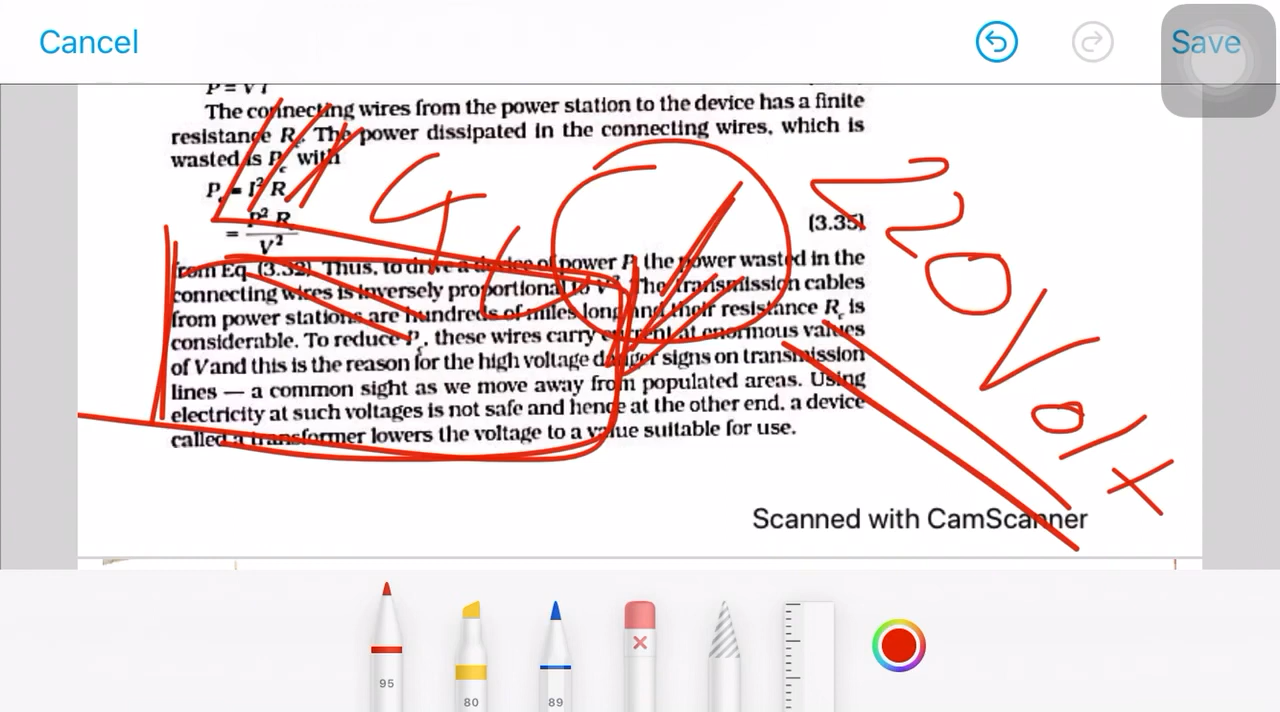 Cancel
Save
P = V I
The connecting wires from the power station to the device has a finite
resistance Rc. The power dissipated in the connecting wires, which is
wasted is Pc with
Pc = I² Rc
= P² Rc / V²
(3.35)
from Eq. (3.32). Thus, to drive a device of power P, the power wasted in the
connecting wires is inversely proportional to V². The transmission cables
from power stations are hundreds of miles long and their resistance Rc is
considerable. To reduce Pc, these wires carry current at enormous values
of V and this is the reason for the high voltage danger signs on transmission
lines — a common sight as we move away from populated areas. Using
electricity at such voltages is not safe and hence at the other end, a device
called a transformer lowers the voltage to a value suitable for use.
220 Volt
Scanned with CamScanner
95
80
89